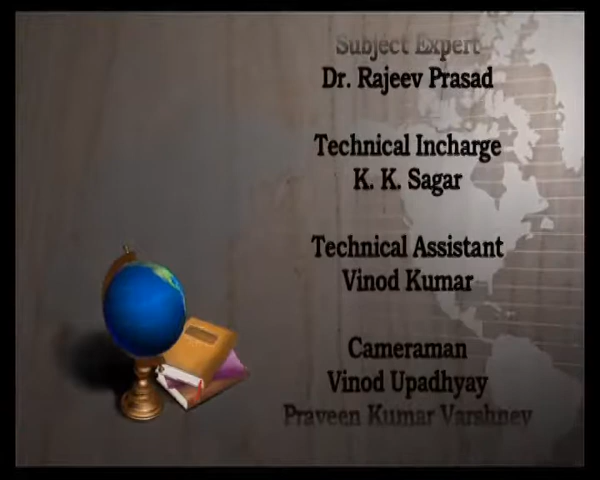 Subject Expert
Dr. Rajeev Prasad
Technical Incharge
K. K. Sagar
Technical Assistant
Vinod Kumar
Cameraman
Vinod Upadhyay
Praveen Kumar Varshney